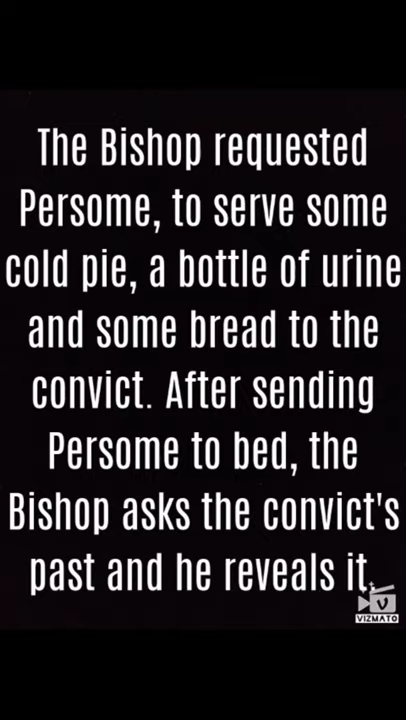 The Bishop requested
Persome, to serve some
cold pie, a bottle of urine
and some bread to the
convict. After sending
Persome to bed, the
Bishop asks the convict's
past and he reveals it.
V
VIZMATO